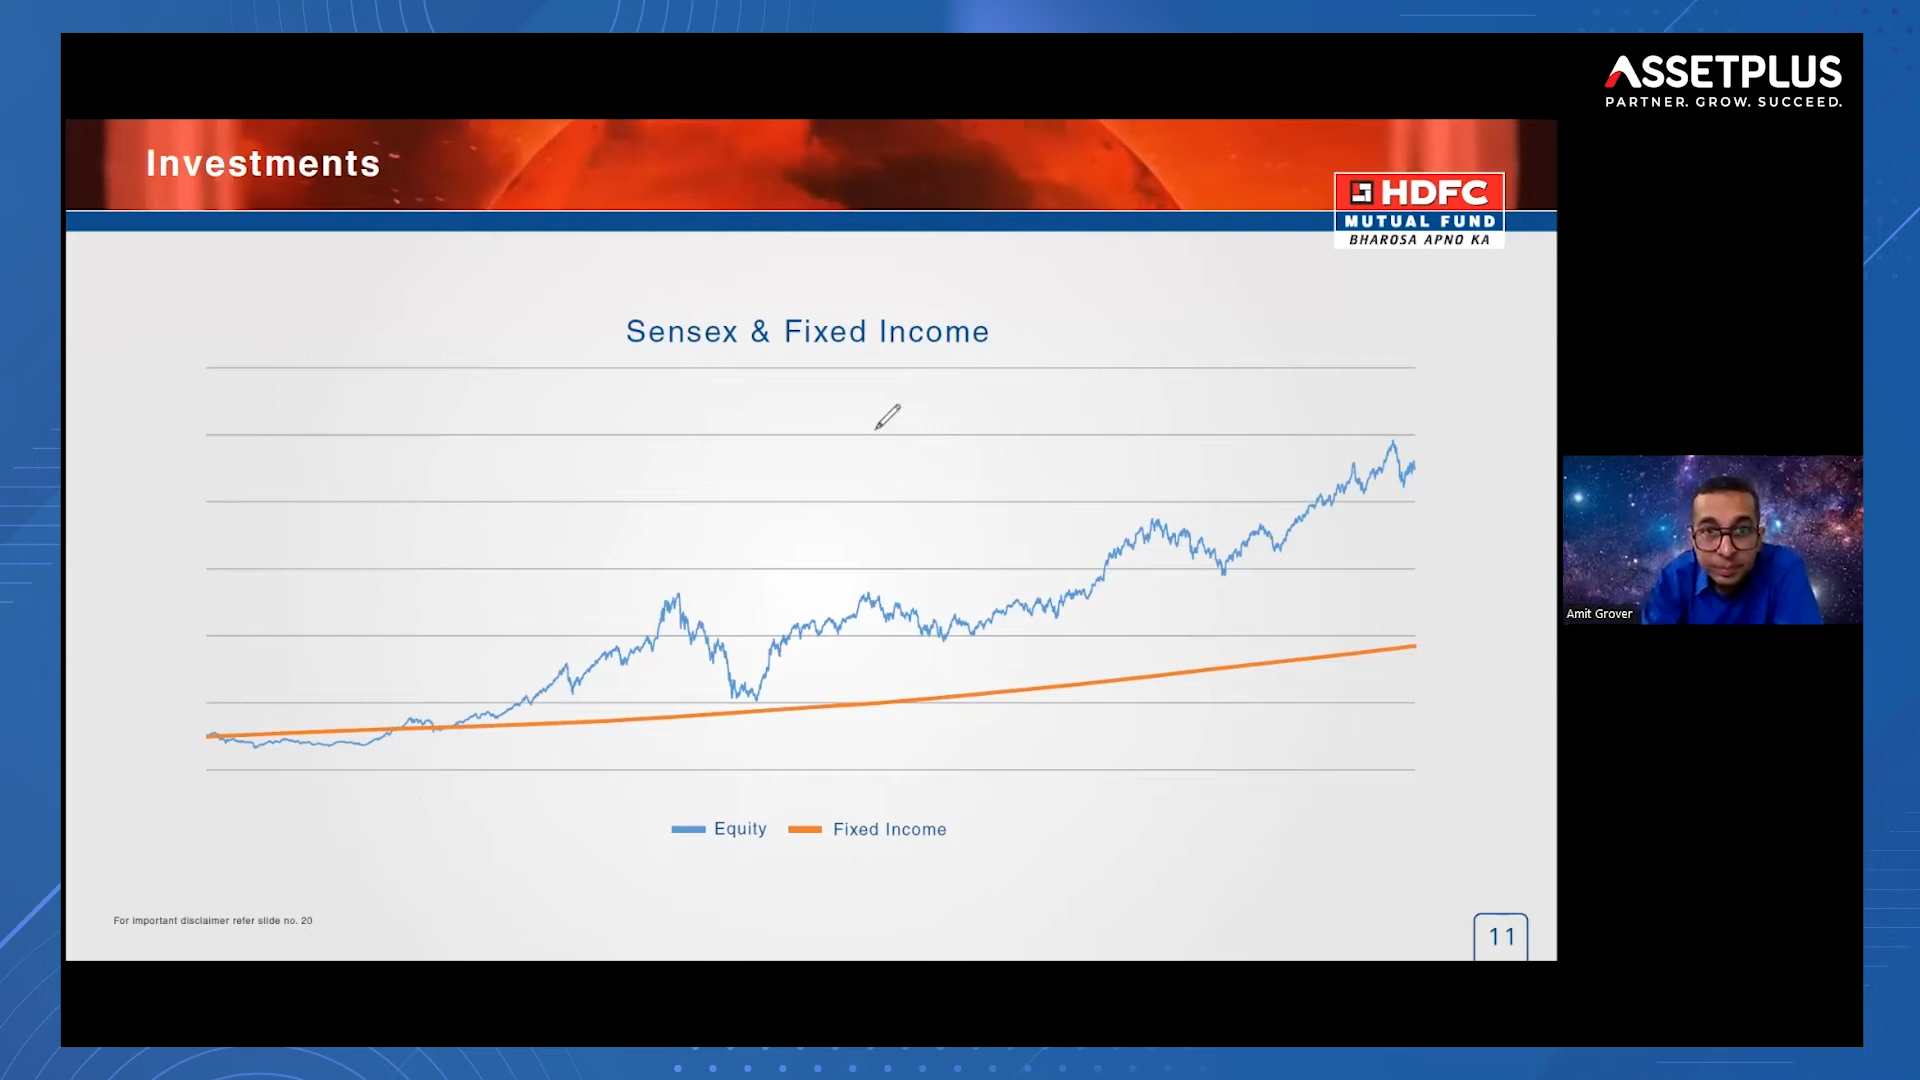 ASSETPLUS
PARTNER. GROW. SUCCEED.
Investments
HDFC
MUTUAL FUND
BHAROSA APNO KA
Sensex & Fixed Income
Equity
Fixed Income
Amit Grover
For important disclaimer refer slide no. 20
11